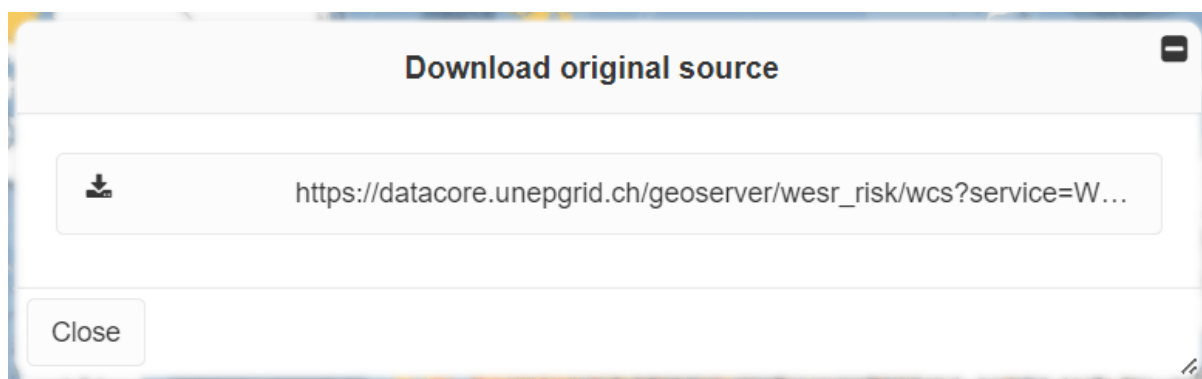 Download original source
https://datacore.unepgrid.ch/geoserver/wesr_risk/wcs?service=W…
Close